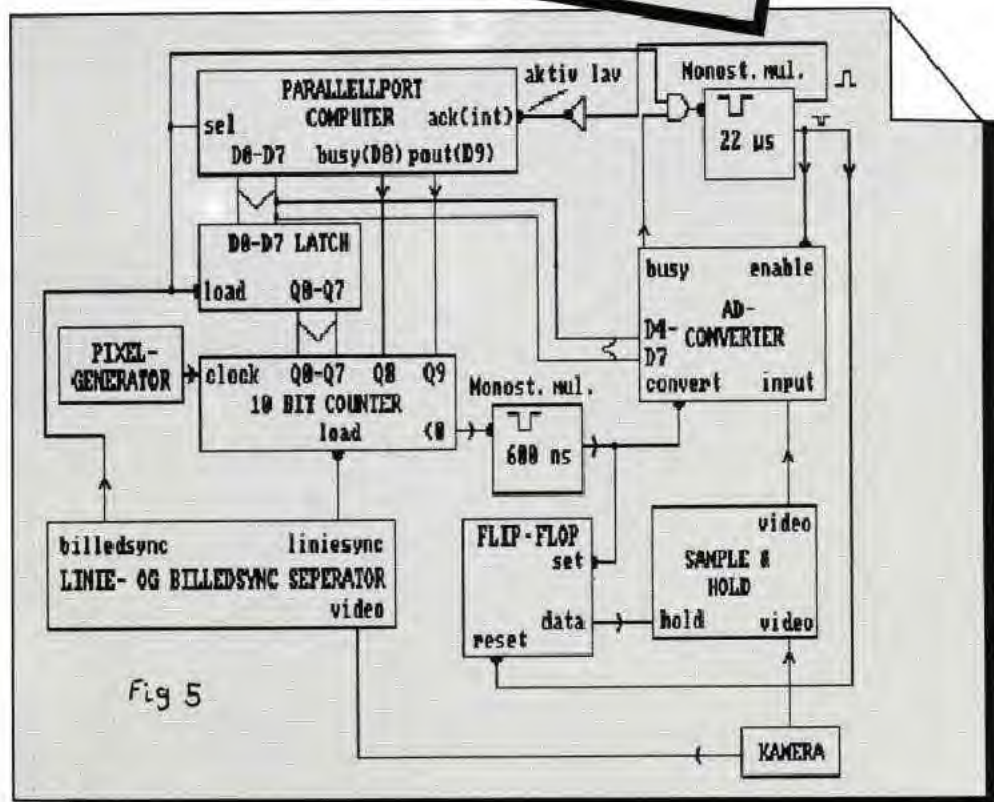 aktiv lav
Monost. mul.
PARALLELLPORT
COMPUTER
sel
ack(int)
D0-D7
busy(D8)
pout(D9)
22 µs
D0-D7 LATCH
load
Q0-Q7
busy
enable
AD-
CONVERTER
D4-
D7
convert
input
PIXEL-
GENERATOR
clock
Q0-Q7
Q8
Q9
10 BIT COUNTER
load
<0
Monost. mul.
600 ns
billedsync
liniesync
LINIE- OG BILLEDSYNC SEPERATOR
video
FLIP-FLOP
set
data
reset
video
SAMPLE &
HOLD
hold
video
Fig 5
KAMERA